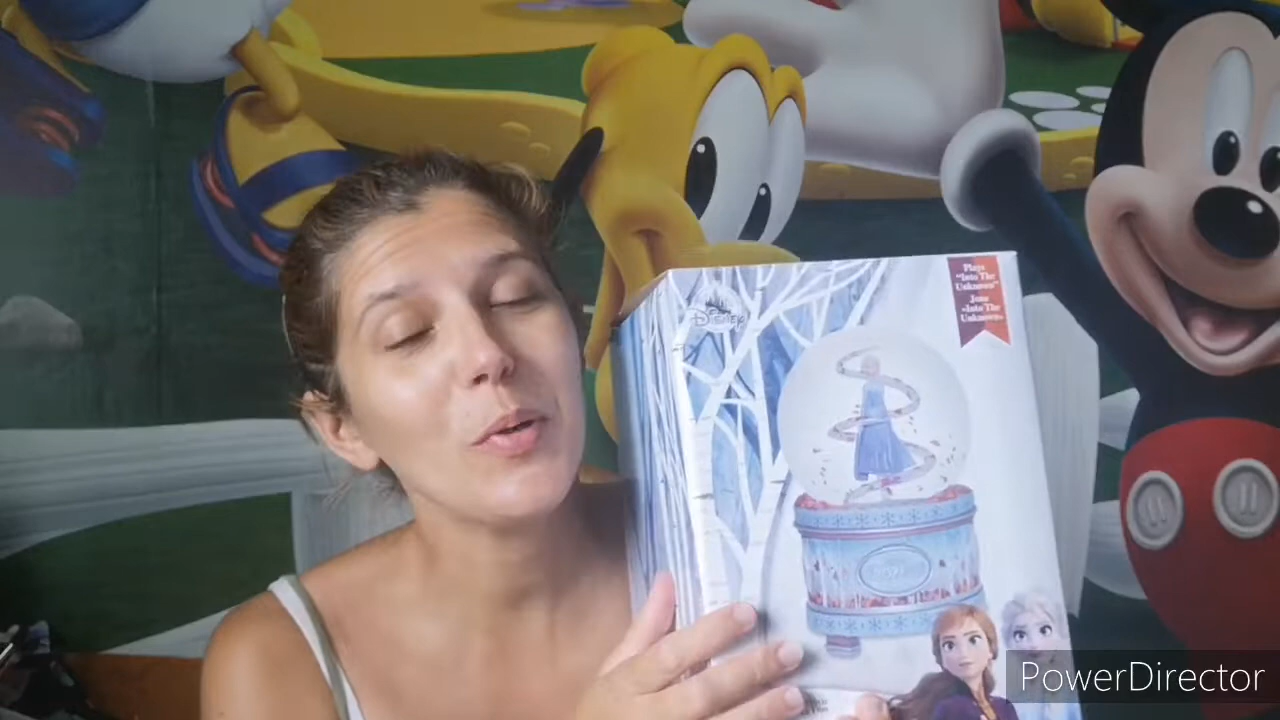 Plays
"Into The
Unknown"
Joue
«Into The
Unknown»
Disney
PowerDirector